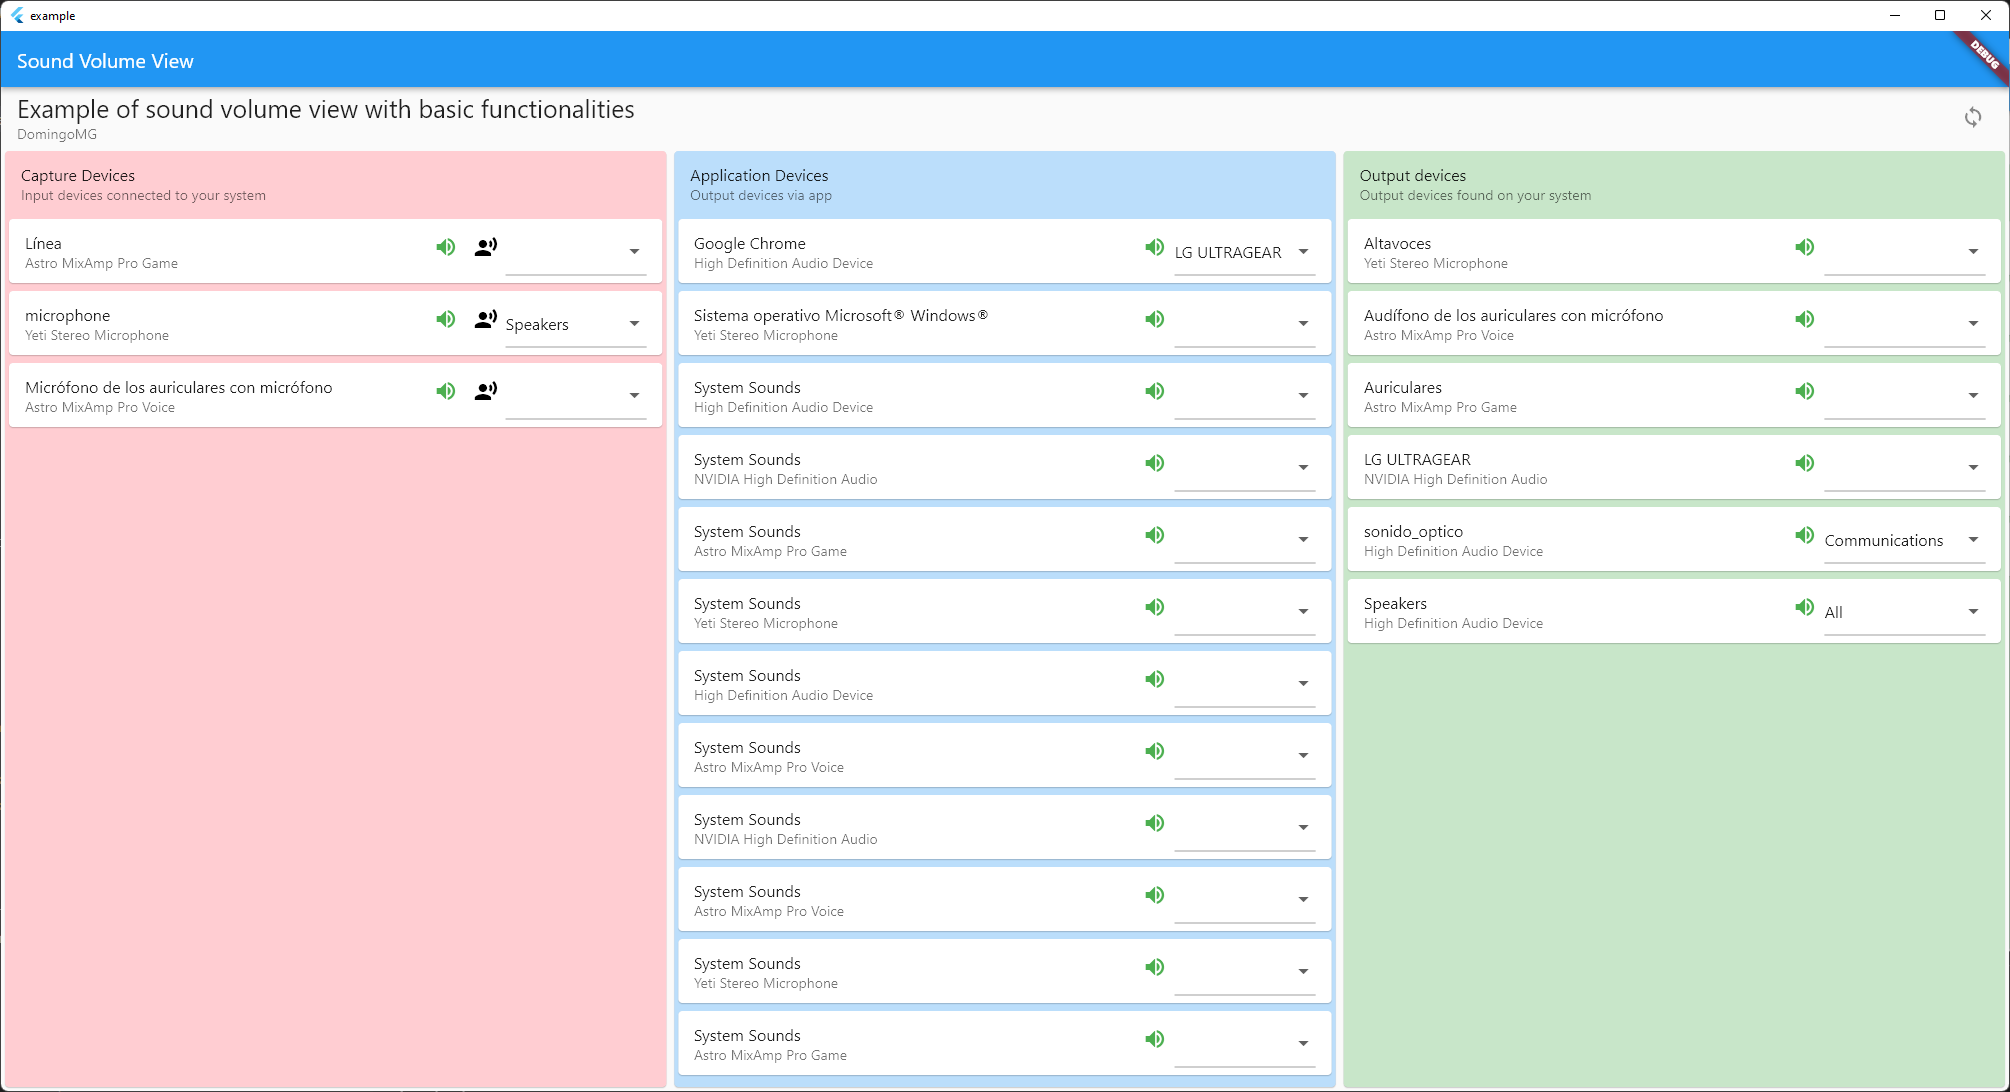 example
Sound Volume View
DEBUG
Example of sound volume view with basic functionalities
DomingoMG
Capture Devices
Input devices connected to your system
Línea
Astro MixAmp Pro Game
microphone
Yeti Stereo Microphone
Speakers
Micrófono de los auriculares con micrófono
Astro MixAmp Pro Voice
Application Devices
Output devices via app
Google Chrome
High Definition Audio Device
LG ULTRAGEAR
Sistema operativo Microsoft® Windows®
Yeti Stereo Microphone
System Sounds
High Definition Audio Device
System Sounds
NVIDIA High Definition Audio
System Sounds
Astro MixAmp Pro Game
System Sounds
Yeti Stereo Microphone
System Sounds
High Definition Audio Device
System Sounds
Astro MixAmp Pro Voice
System Sounds
NVIDIA High Definition Audio
System Sounds
Astro MixAmp Pro Voice
System Sounds
Yeti Stereo Microphone
System Sounds
Astro MixAmp Pro Game
Output devices
Output devices found on your system
Altavoces
Yeti Stereo Microphone
Audífono de los auriculares con micrófono
Astro MixAmp Pro Voice
Auriculares
Astro MixAmp Pro Game
LG ULTRAGEAR
NVIDIA High Definition Audio
sonido_optico
High Definition Audio Device
Communications
Speakers
High Definition Audio Device
All